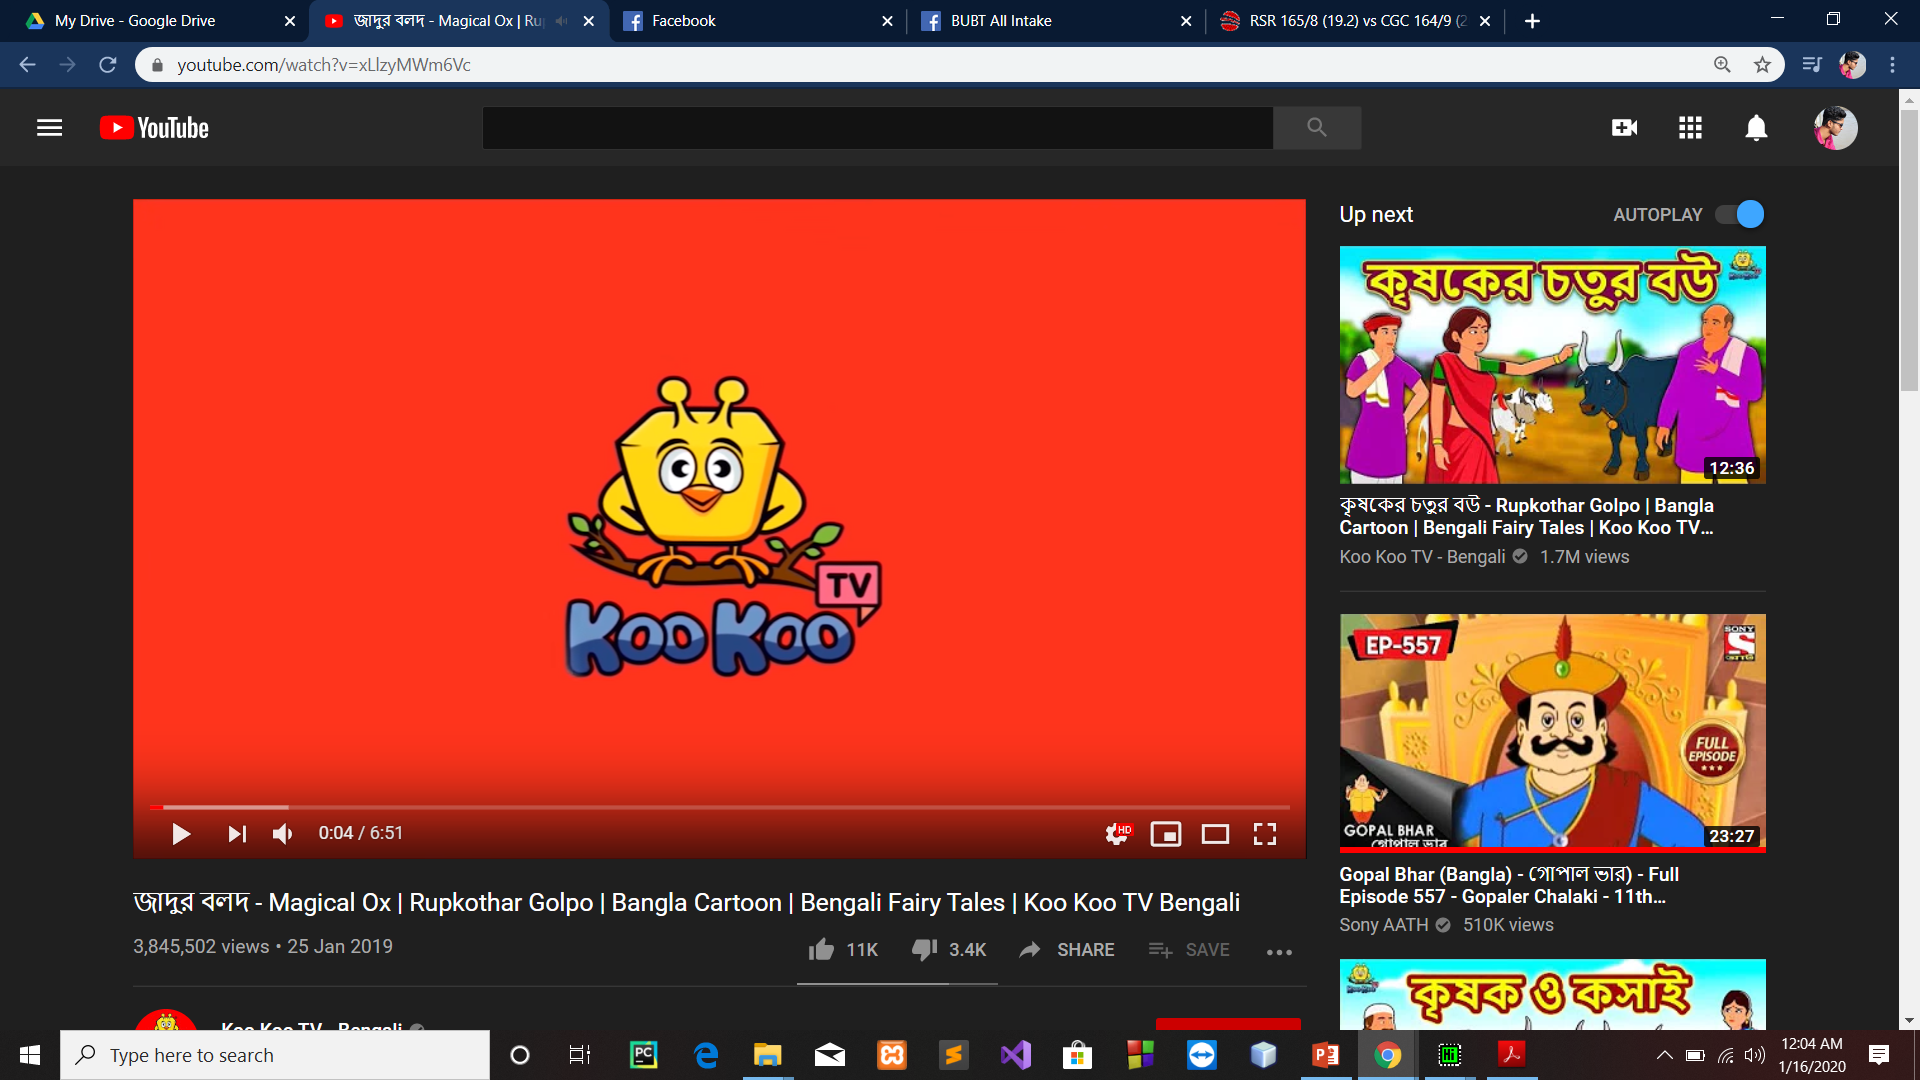 My Drive - Google Drive
জাদুর বলদ - Magical Ox | Ru
Facebook
BUBT All Intake
RSR 165/8 (19.2) vs CGC 164/9 (2
youtube.com/watch?v=xLlzyMWm6Vc
YouTube
TV
Koo Koo
0:04 / 6:51
HD
জাদুর বলদ - Magical Ox | Rupkothar Golpo | Bangla Cartoon | Bengali Fairy Tales | Koo Koo TV Bengali
3,845,502 views • 25 Jan 2019
11K
3.4K
SHARE
SAVE
Koo Koo TV - Bengali
Up next
AUTOPLAY
কৃষকের চতুর বউ
12:36
কৃষকের চতুর বউ - Rupkothar Golpo | Bangla
Cartoon | Bengali Fairy Tales | Koo Koo TV...
Koo Koo TV - Bengali 1.7M views
EP-557
SONY
FULL
EPISODE
GOPAL BHAR
গোপাল ভার
23:27
Gopal Bhar (Bangla) - গোপাল ভার) - Full
Episode 557 - Gopaler Chalaki - 11th...
Sony AATH 510K views
কৃষক ও কসাই
Type here to search
PC
12:04 AM
1/16/2020